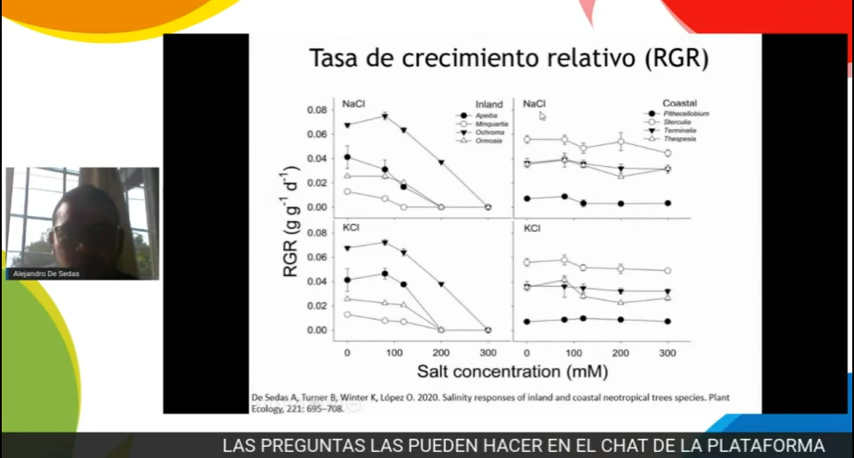 Tasa de crecimiento relativo (RGR)
NaCl
Inland
Apeiba
Minquartia
Ochroma
Ormosia
NaCl
Coastal
Pithecellobium
Sterculia
Terminalia
Thespesia
0.08
0.06
0.04
0.02
0.00
KCl
KCl
0.08
0.06
0.04
0.02
0.00
RGR (g g-1 d-1)
0 100 200 300 0 100 200 300
Salt concentration (mM)
Alejandro De Sedas
De Sedas A, Turner B, Winter K, López O. 2020. Salinity responses of inland and coastal neotropical trees species. Plant
Ecology, 221: 695–708.
LAS PREGUNTAS LAS PUEDEN HACER EN EL CHAT DE LA PLATAFORMA